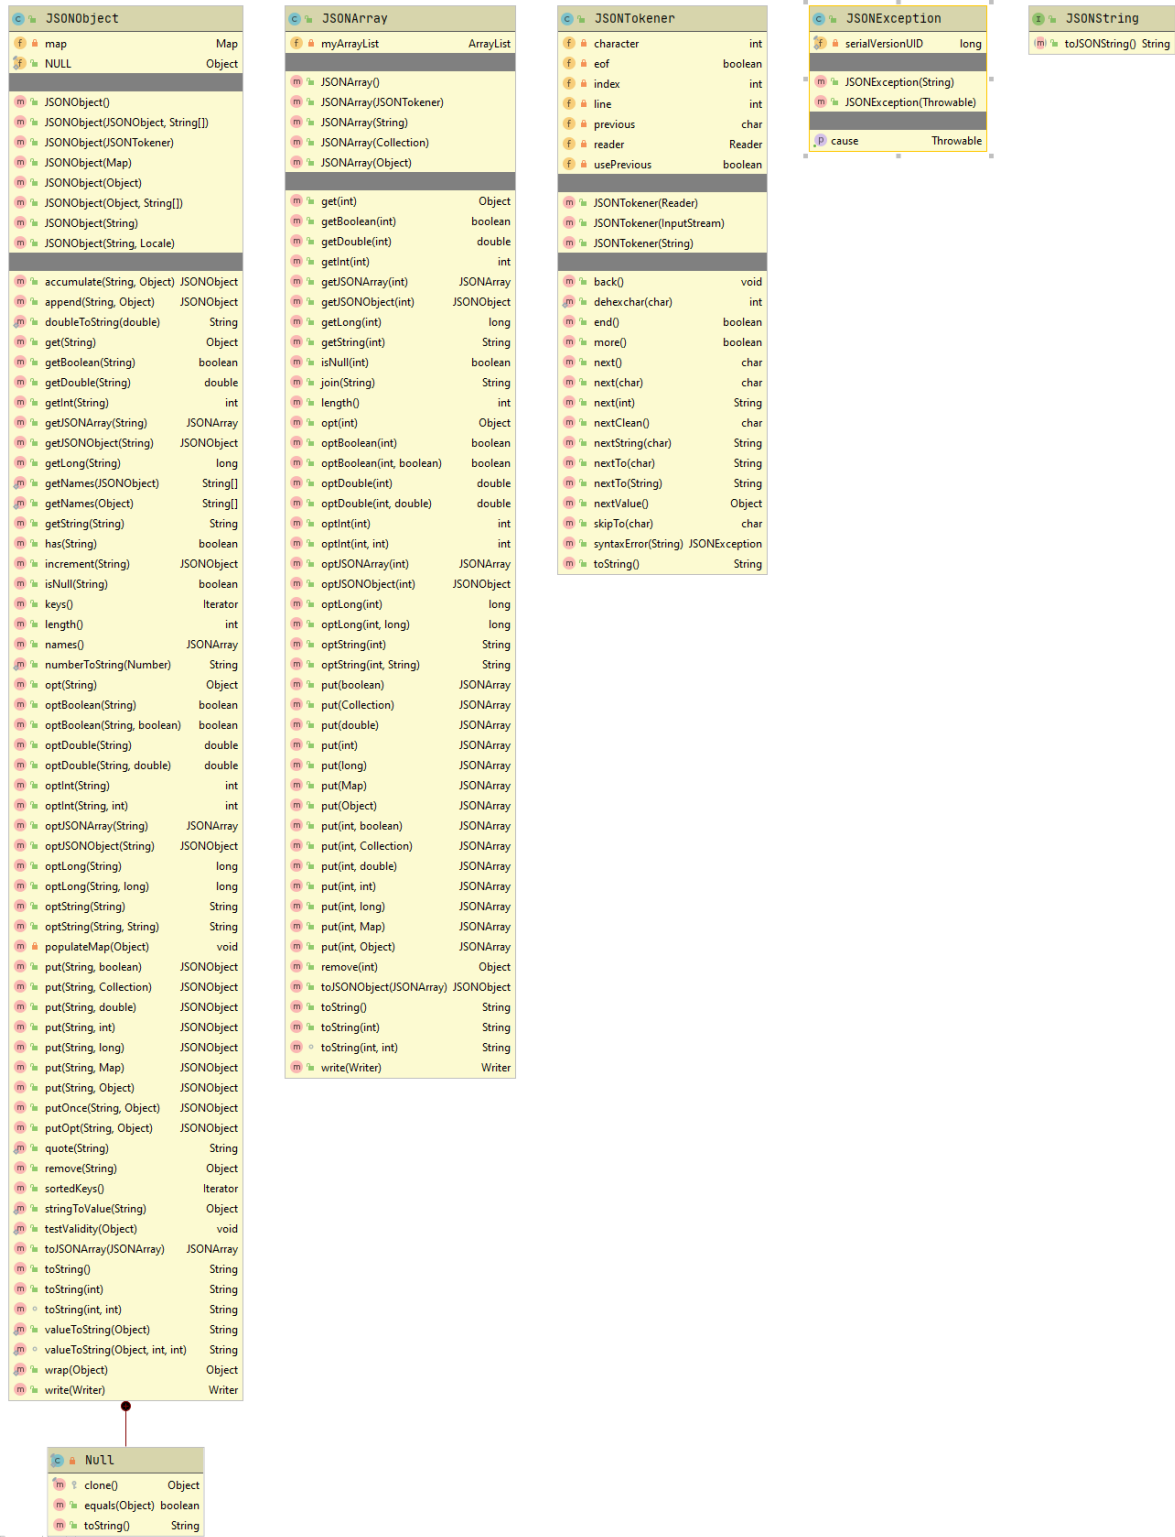 JSONObject
map Map
NULL Object
JSONObject()
JSONObject(JSONObject, String[])
JSONObject(JSONTokener)
JSONObject(Map)
JSONObject(Object)
JSONObject(Object, String[])
JSONObject(String)
JSONObject(String, Locale)
accumulate(String, Object) JSONObject
append(String, Object) JSONObject
doubleToString(double) String
get(String) Object
getBoolean(String) boolean
getDouble(String) double
getInt(String) int
getJSONArray(String) JSONArray
getJSONObject(String) JSONObject
getLong(String) long
getNames(JSONObject) String[]
getNames(Object) String[]
getString(String) String
has(String) boolean
increment(String) JSONObject
isNull(String) boolean
keys() Iterator
length() int
names() JSONArray
numberToString(Number) String
opt(String) Object
optBoolean(String) boolean
optBoolean(String, boolean) boolean
optDouble(String) double
optDouble(String, double) double
optInt(String) int
optInt(String, int) int
optJSONArray(String) JSONArray
optJSONObject(String) JSONObject
optLong(String) long
optLong(String, long) long
optString(String) String
optString(String, String) String
populateMap(Object) void
put(String, boolean) JSONObject
put(String, Collection) JSONObject
put(String, double) JSONObject
put(String, int) JSONObject
put(String, long) JSONObject
put(String, Map) JSONObject
put(String, Object) JSONObject
putOnce(String, Object) JSONObject
putOpt(String, Object) JSONObject
quote(String) String
remove(String) Object
sortedKeys() Iterator
stringToValue(String) Object
testValidity(Object) void
toJSONArray(JSONArray) JSONArray
toString() String
toString(int) String
toString(int, int) String
valueToString(Object) String
valueToString(Object, int, int) String
wrap(Object) Object
write(Writer) Writer
Null
clone() Object
equals(Object) boolean
toString() String
JSONArray
myArrayList ArrayList
JSONArray()
JSONArray(JSONTokener)
JSONArray(String)
JSONArray(Collection)
JSONArray(Object)
get(int) Object
getBoolean(int) boolean
getDouble(int) double
getInt(int) int
getJSONArray(int) JSONArray
getJSONObject(int) JSONObject
getLong(int) long
getString(int) String
isNull(int) boolean
join(String) String
length() int
opt(int) Object
optBoolean(int) boolean
optBoolean(int, boolean) boolean
optDouble(int) double
optDouble(int, double) double
optInt(int) int
optInt(int, int) int
optJSONArray(int) JSONArray
optJSONObject(int) JSONObject
optLong(int) long
optLong(int, long) long
optString(int) String
optString(int, String) String
put(boolean) JSONArray
put(Collection) JSONArray
put(double) JSONArray
put(int) JSONArray
put(long) JSONArray
put(Map) JSONArray
put(Object) JSONArray
put(int, boolean) JSONArray
put(int, Collection) JSONArray
put(int, double) JSONArray
put(int, int) JSONArray
put(int, long) JSONArray
put(int, Map) JSONArray
put(int, Object) JSONArray
remove(int) Object
toJSONObject(JSONArray) JSONObject
toString() String
toString(int) String
toString(int, int) String
write(Writer) Writer
JSONTokener
character int
eof boolean
index int
line int
previous char
reader Reader
usePrevious boolean
JSONTokener(Reader)
JSONTokener(InputStream)
JSONTokener(String)
back() void
dehexchar(char) int
end() boolean
more() boolean
next() char
next(char) char
next(int) String
nextClean() char
nextString(char) String
nextTo(char) String
nextTo(String) String
nextValue() Object
skipTo(char) char
syntaxError(String) JSONException
toString() String
JSONException
serialVersionUID long
JSONException(String)
JSONException(Throwable)
cause Throwable
JSONString
toJSONString() String